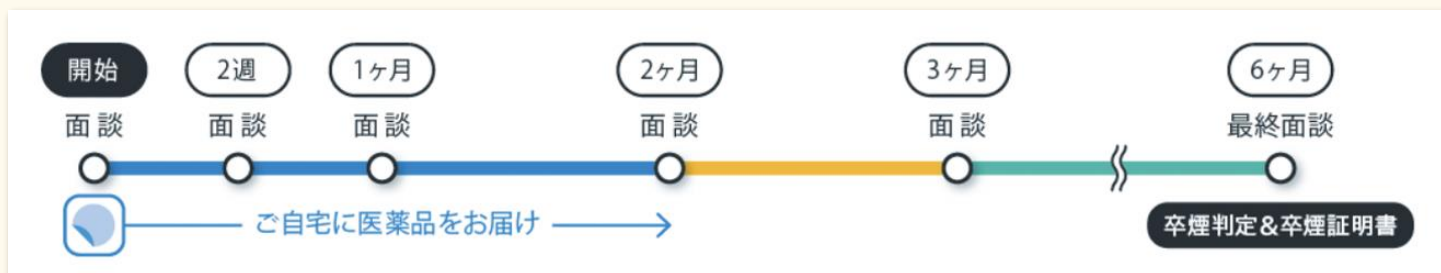 開始
2週
1ヶ月
2ヶ月
3ヶ月
6ヶ月
面談
面談
面談
面談
面談
最終面談
ご自宅に医薬品をお届け
卒煙判定&卒煙証明書